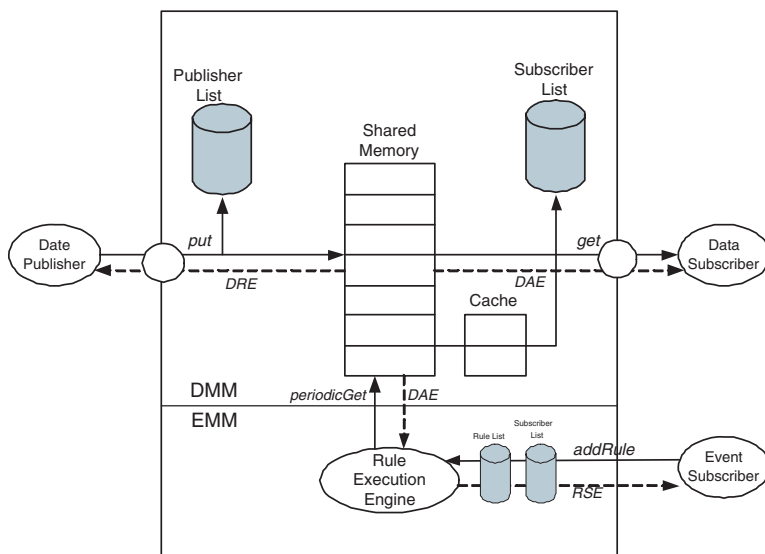 Publisher
List
Subscriber
List
Shared
Memory
Date
Publisher
put
get
Data
Subscriber
DRE
DAE
Cache
DMM
periodicGet
DAE
EMM
Rule List
Subscriber
List
addRule
Rule
Execution
Engine
Event
Subscriber
RSE